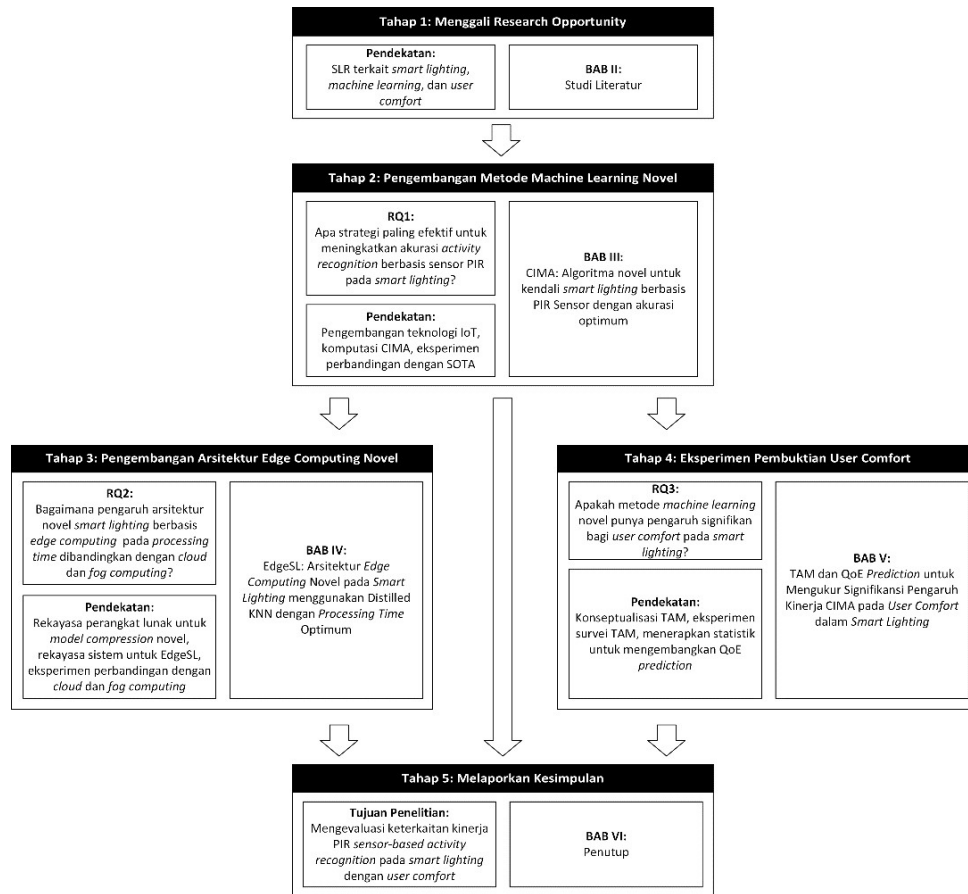 Tahap 1: Menggali Research Opportunity
Pendekatan:
SLR terkait smart lighting,
machine learning, dan user
comfort
BAB II:
Studi Literatur
Tahap 2: Pengembangan Metode Machine Learning Novel
RQ1:
Apa strategi paling efektif untuk
meningkatkan akurasi activity
recognition berbasis sensor PIR
pada smart lighting?
Pendekatan:
Pengembangan teknologi IoT,
komputasi CIMA, eksperimen
perbandingan dengan SOTA
BAB III:
CIMA: Algoritma novel untuk
kendali smart lighting berbasis
PIR Sensor dengan akurasi
optimum
Tahap 3: Pengembangan Arsitektur Edge Computing Novel
RQ2:
Bagaimana pengaruh arsitektur
novel smart lighting berbasis
edge computing pada processing
time dibandingkan dengan cloud
dan fog computing?
Pendekatan:
Rekayasa perangkat lunak untuk
model compression novel,
rekayasa sistem untuk EdgeSL,
eksperimen perbandingan dengan
cloud dan fog computing
BAB IV:
EdgeSL: Arsitektur Edge
Computing Novel pada Smart
Lighting menggunakan Distilled
KNN dengan Processing Time
Optimum
Tahap 4: Eksperimen Pembuktian User Comfort
RQ3:
Apakah metode machine learning
novel punya pengaruh signifikan
bagi user comfort pada smart
lighting?
Pendekatan:
Konseptualisasi TAM, eksperimen
survei TAM, menerapkan statistik
untuk mengembangkan QoE
prediction
BAB V:
TAM dan QoE Prediction untuk
Mengukur Signifikansi Pengaruh
Kinerja CIMA pada User Comfort
dalam Smart Lighting
Tahap 5: Melaporkan Kesimpulan
Tujuan Penelitian:
Mengevaluasi keterkaitan kinerja
PIR sensor-based activity
recognition pada smart lighting
dengan user comfort
BAB VI:
Penutup